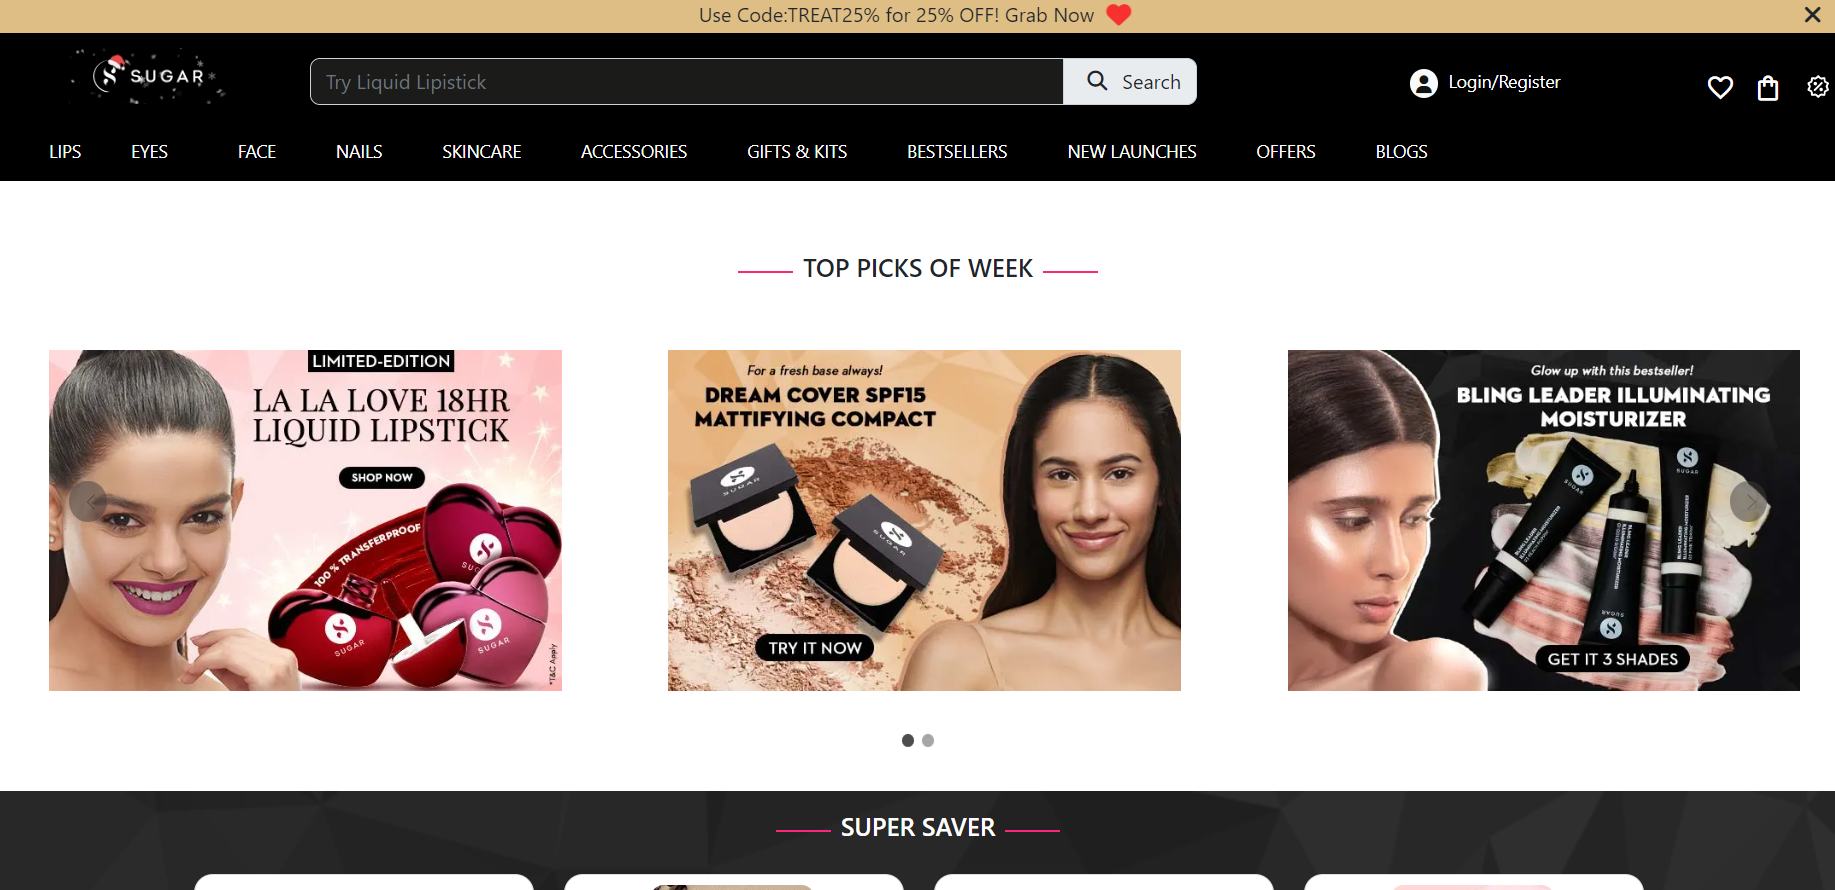 Use Code:TREAT25% for 25% OFF! Grab Now
SUGAR
Try Liquid Lipistick
Search
Login/Register
LIPS EYES FACE NAILS SKINCARE ACCESSORIES GIFTS & KITS BESTSELLERS NEW LAUNCHES OFFERS BLOGS
TOP PICKS OF WEEK
LIMITED-EDITION
LA LA LOVE 18HR
LIQUID LIPSTICK
SHOP NOW
100 % TRANSFERPROOF
SUGAR
SUGAR
*T&C Apply
For a fresh base always!
DREAM COVER SPF15
MATTIFYING COMPACT
SUGAR
SUGAR
TRY IT NOW
Glow up with this bestseller!
BLING LEADER ILLUMINATING
MOISTURIZER
SUGAR
BLING LEADER
ILLUMINATING MOISTURIZER
SUGAR
SUGAR
GET IT 3 SHADES
SUPER SAVER